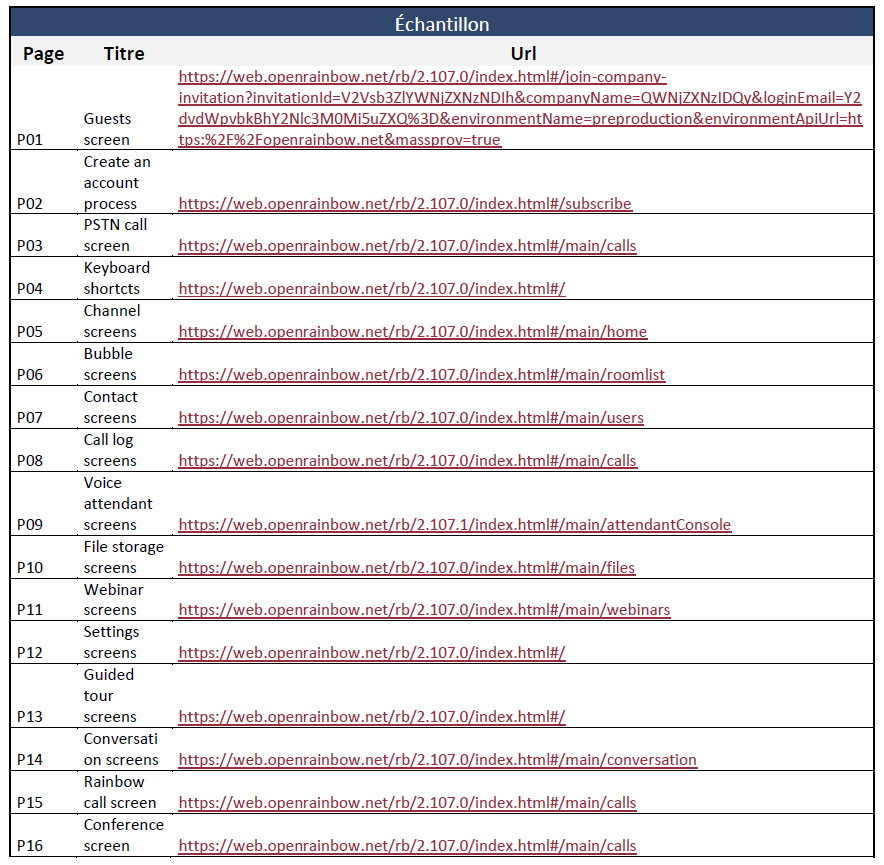 Échantillon
Page Titre Url
https://web.openrainbow.net/rb/2.107.0/index.html#/join-company-
invitation?invitationId=V2Vsb3ZlYWNjZXNzNDIh&companyName=QWNjZXNzIDQy&loginEmail=Y2
Guests dvdWpvbkBhY2Nlc3M0Mi5uZXQ%3D&environmentName=preproduction&environmentApiUrl=ht
P01 screen tps:%2F%2Fopenrainbow.net&massprov=true
Create an
account
P02 process https://web.openrainbow.net/rb/2.107.0/index.html#/subscribe
PSTN call
P03 screen https://web.openrainbow.net/rb/2.107.0/index.html#/main/calls
Keyboard
P04 shortcts https://web.openrainbow.net/rb/2.107.0/index.html#/
Channel
P05 screens https://web.openrainbow.net/rb/2.107.0/index.html#/main/home
Bubble
P06 screens https://web.openrainbow.net/rb/2.107.0/index.html#/main/roomlist
Contact
P07 screens https://web.openrainbow.net/rb/2.107.0/index.html#/main/users
Call log
P08 screens https://web.openrainbow.net/rb/2.107.0/index.html#/main/calls
Voice
attendant
P09 screens https://web.openrainbow.net/rb/2.107.1/index.html#/main/attendantConsole
File storage
P10 screens https://web.openrainbow.net/rb/2.107.0/index.html#/main/files
Webinar
P11 screens https://web.openrainbow.net/rb/2.107.0/index.html#/main/webinars
Settings
P12 screens https://web.openrainbow.net/rb/2.107.0/index.html#/
Guided
tour
P13 screens https://web.openrainbow.net/rb/2.107.0/index.html#/
Conversati
P14 on screens https://web.openrainbow.net/rb/2.107.0/index.html#/main/conversation
Rainbow
P15 call screen https://web.openrainbow.net/rb/2.107.0/index.html#/main/calls
Conference
P16 screen https://web.openrainbow.net/rb/2.107.0/index.html#/main/calls